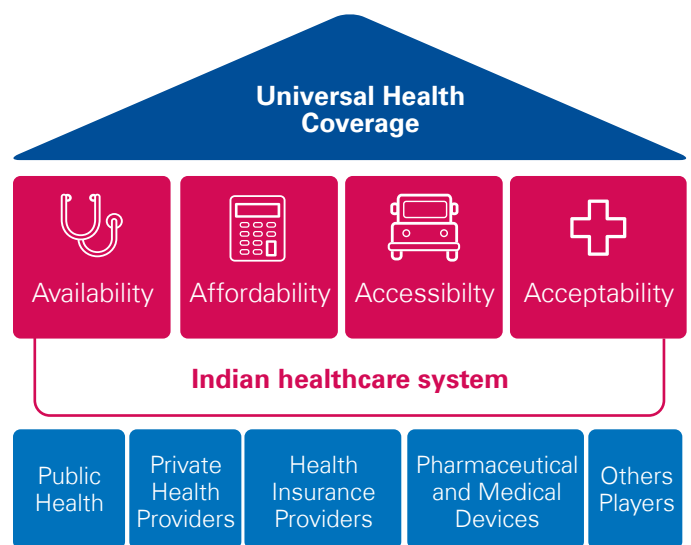 Universal Health
Coverage
Availability
Affordability
Accessibilty
Acceptability
Indian healthcare system
Public
Health
Private
Health
Providers
Health
Insurance
Providers
Pharmaceutical
and Medical
Devices
Others
Players